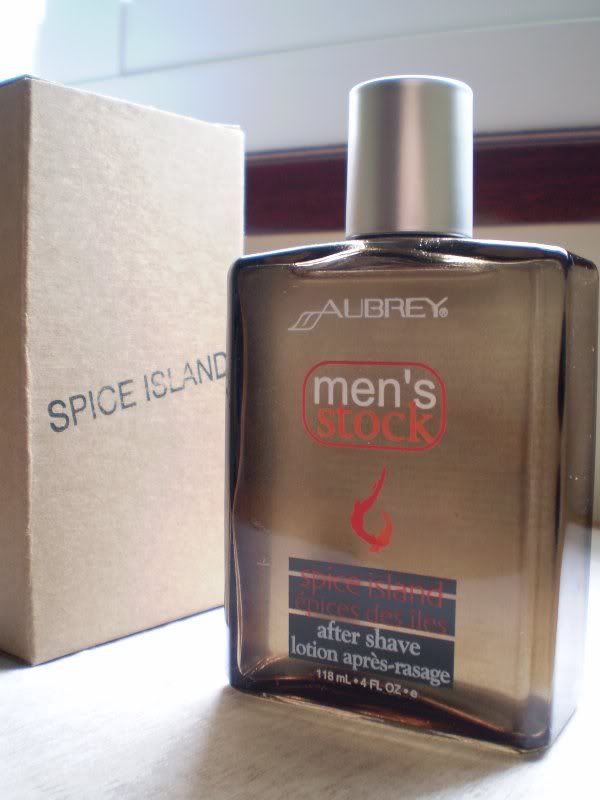 SPICE ISLAND
AUBREY®
men's
stock
spice island
épices des îles
after shave
lotion après-rasage
118 mL • 4 FL OZ • e